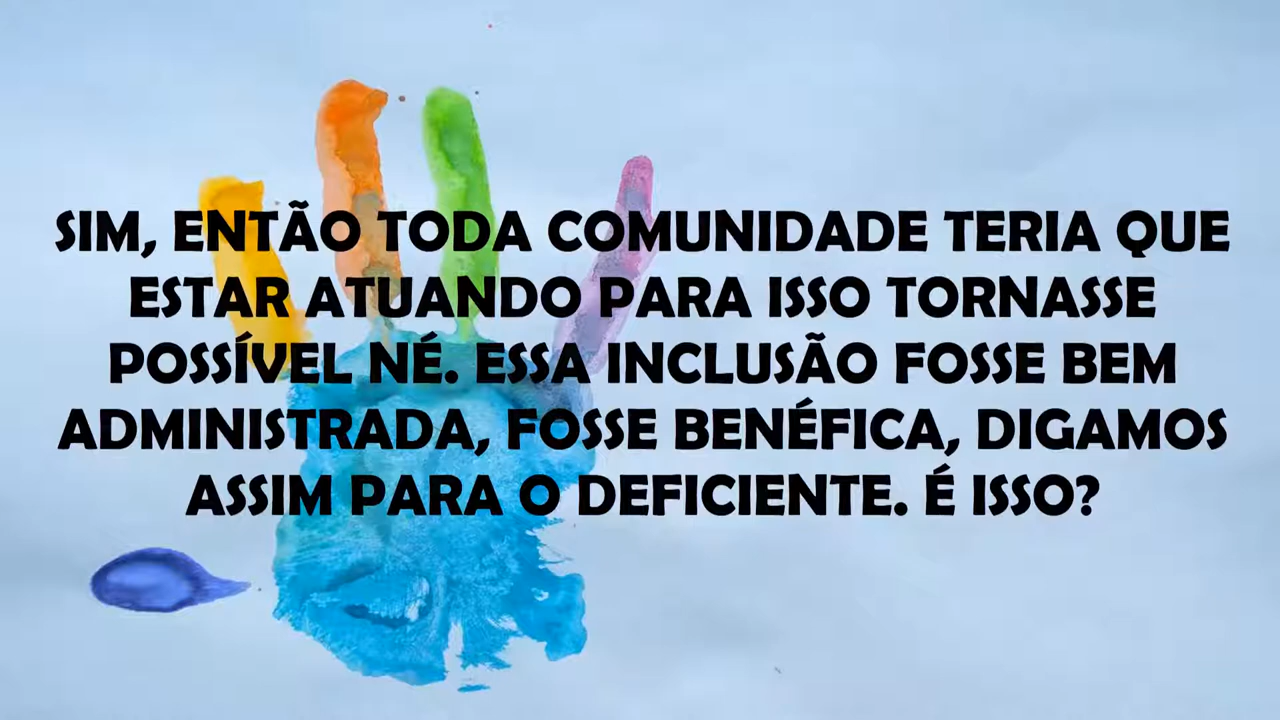 SIM, ENTÃO TODA COMUNIDADE TERIA QUE
ESTAR ATUANDO PARA ISSO TORNASSE
POSSÍVEL NÉ. ESSA INCLUSÃO FOSSE BEM
ADMINISTRADA, FOSSE BENÉFICA, DIGAMOS
ASSIM PARA O DEFICIENTE. É ISSO?